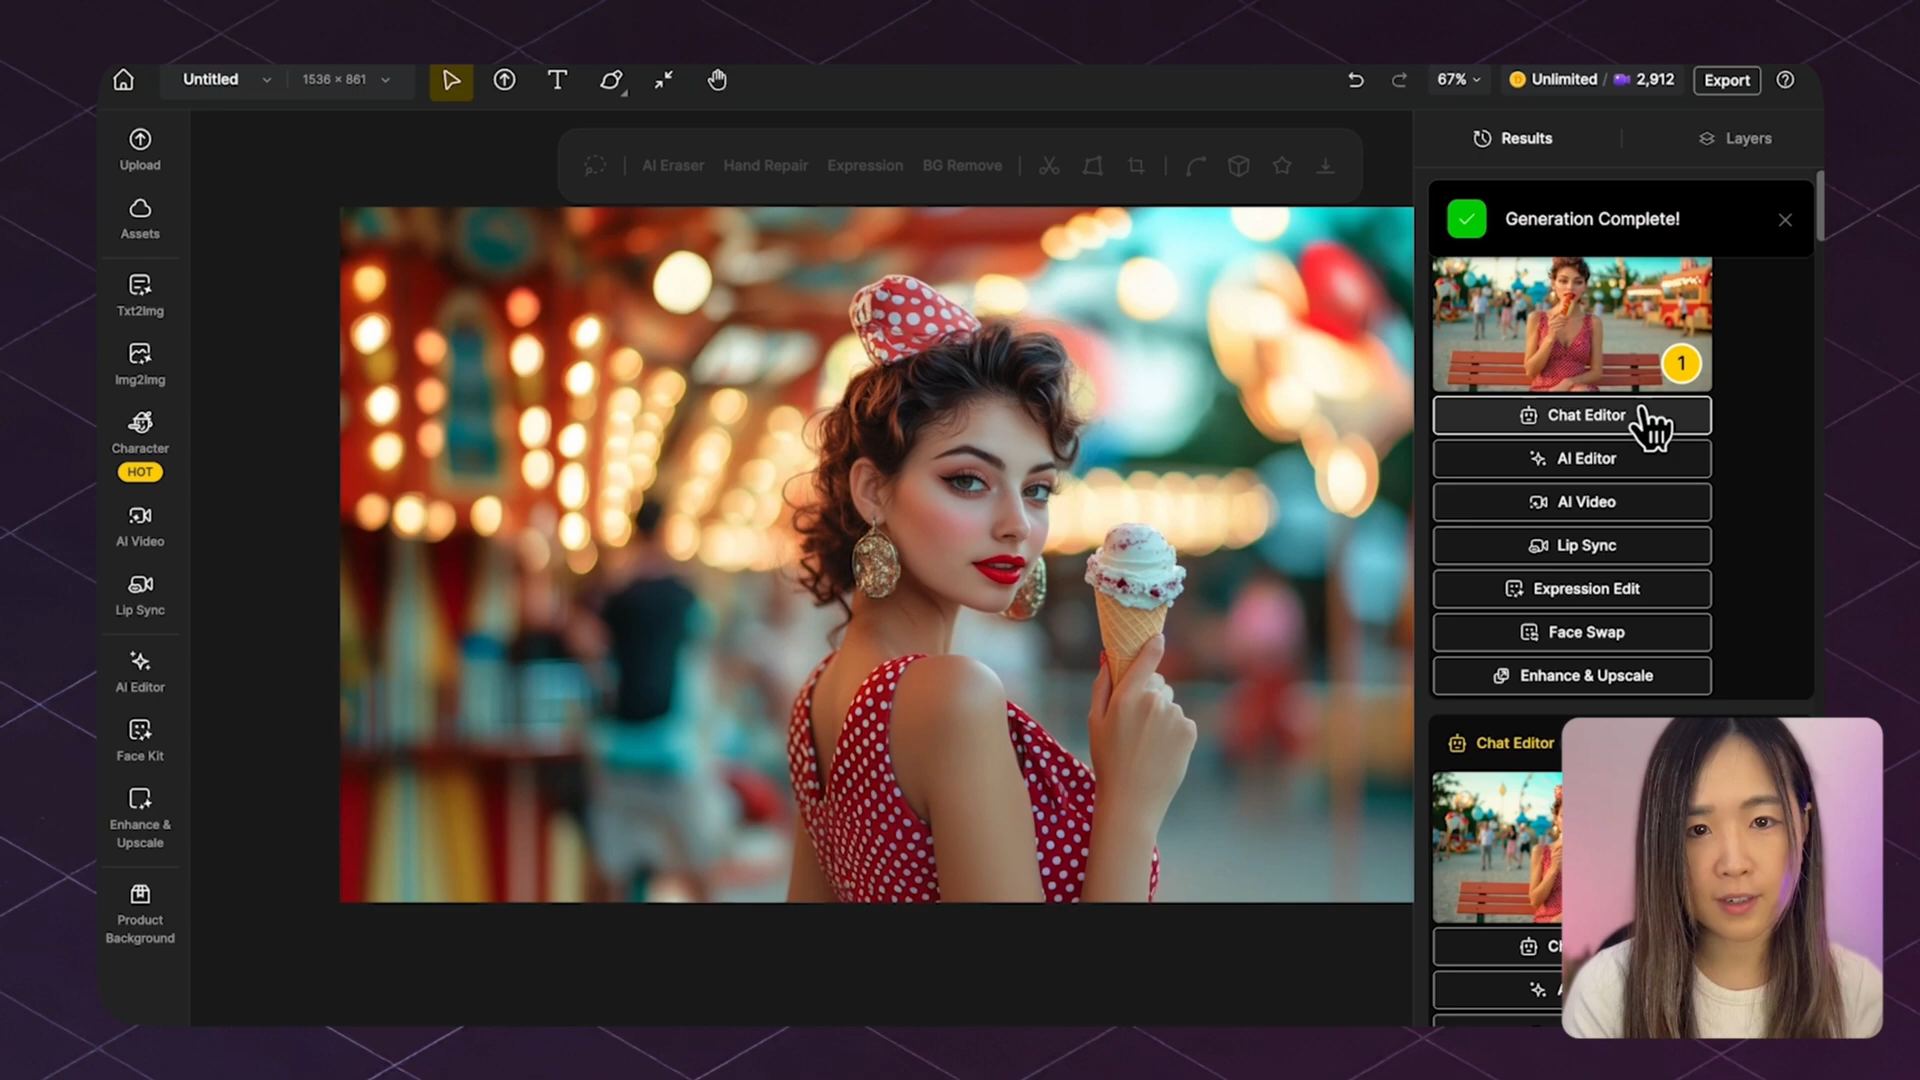 Untitled
1536 × 861
67%
Unlimited / 2,912
Export
Upload
Assets
Txt2Img
Img2Img
Character
HOT
AI Video
Lip Sync
AI Editor
Face Kit
Enhance &
Upscale
Product
Background
AI Eraser
Hand Repair
Expression
BG Remove
Results
Layers
Generation Complete!
1
Chat Editor
AI Editor
AI Video
Lip Sync
Expression Edit
Face Swap
Enhance & Upscale
Chat Editor